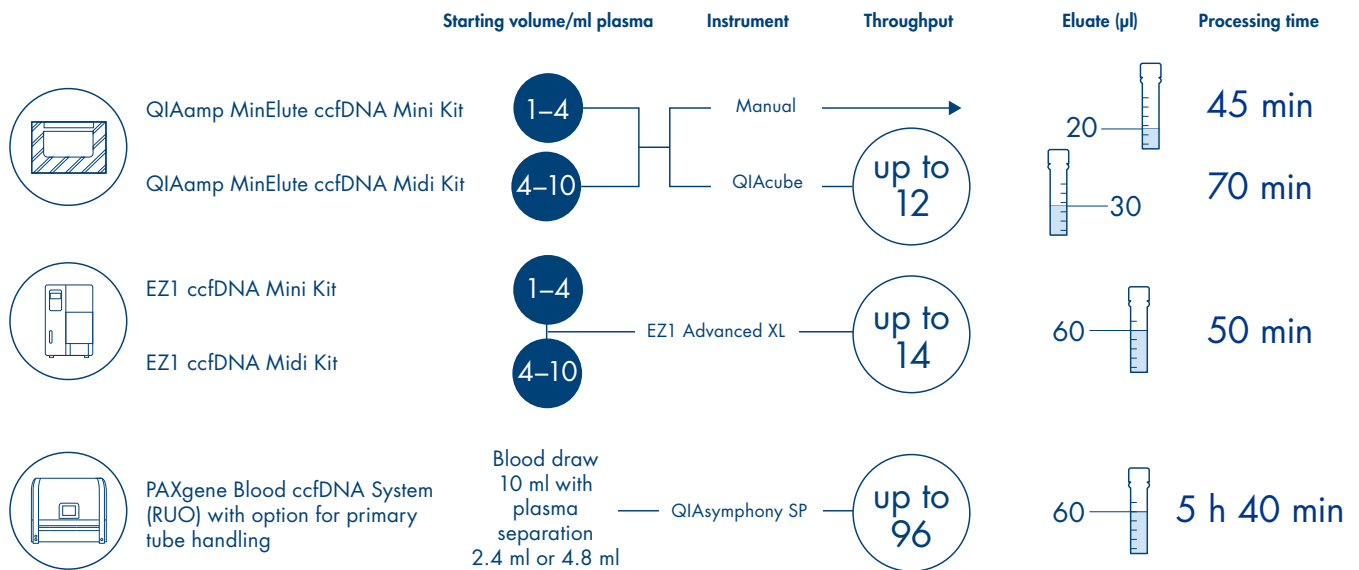 Starting volume/ml plasma Instrument Throughput Eluate (µl) Processing time
QIAamp MinElute ccfDNA Mini Kit 1–4 Manual 20 45 min
QIAamp MinElute ccfDNA Midi Kit 4–10 QIAcube up to 12 30 70 min
EZ1 ccfDNA Mini Kit 1–4
EZ1 Advanced XL up to 14 60 50 min
EZ1 ccfDNA Midi Kit 4–10
PAXgene Blood ccfDNA System
(RUO) with option for primary
tube handling
Blood draw
10 ml with
plasma
separation
2.4 ml or 4.8 ml
QIAsymphony SP
up to
96
60
5 h 40 min